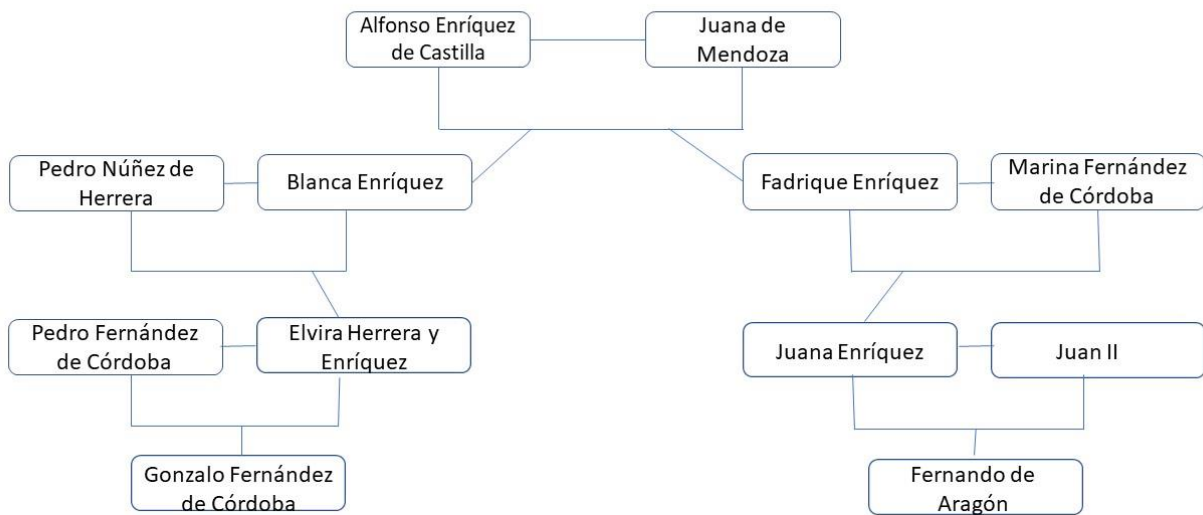 Alfonso Enríquez
de Castilla
Juana de
Mendoza
Pedro Núñez de
Herrera
Blanca Enríquez
Fadrique Enríquez
Marina Fernández
de Córdoba
Pedro Fernández
de Córdoba
Elvira Herrera y
Enríquez
Juana Enríquez
Juan II
Gonzalo Fernández
de Córdoba
Fernando de
Aragón